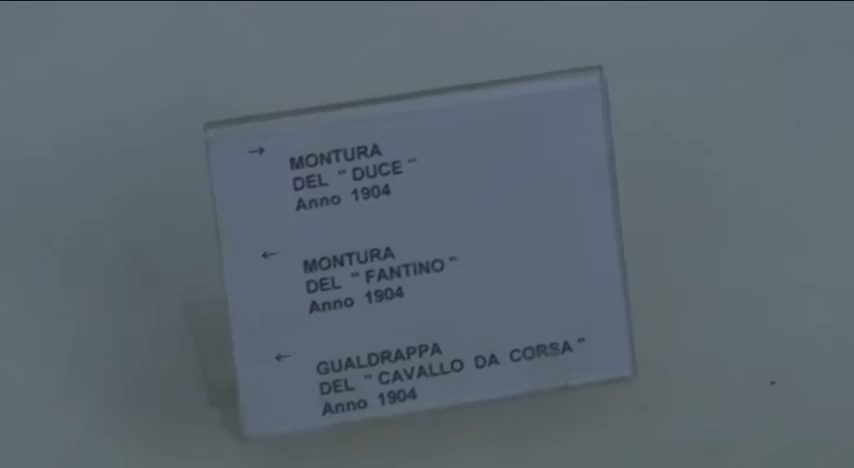 → MONTURA
DEL " DUCE "
Anno 1904
← MONTURA
DEL " FANTINO "
Anno 1904
← GUALDRAPPA
DEL " CAVALLO DA CORSA "
Anno 1904